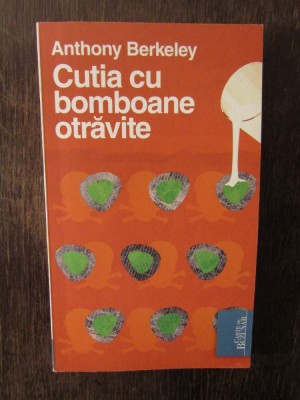 Anthony Berkeley
Cutia cu
bomboane
otrăvite